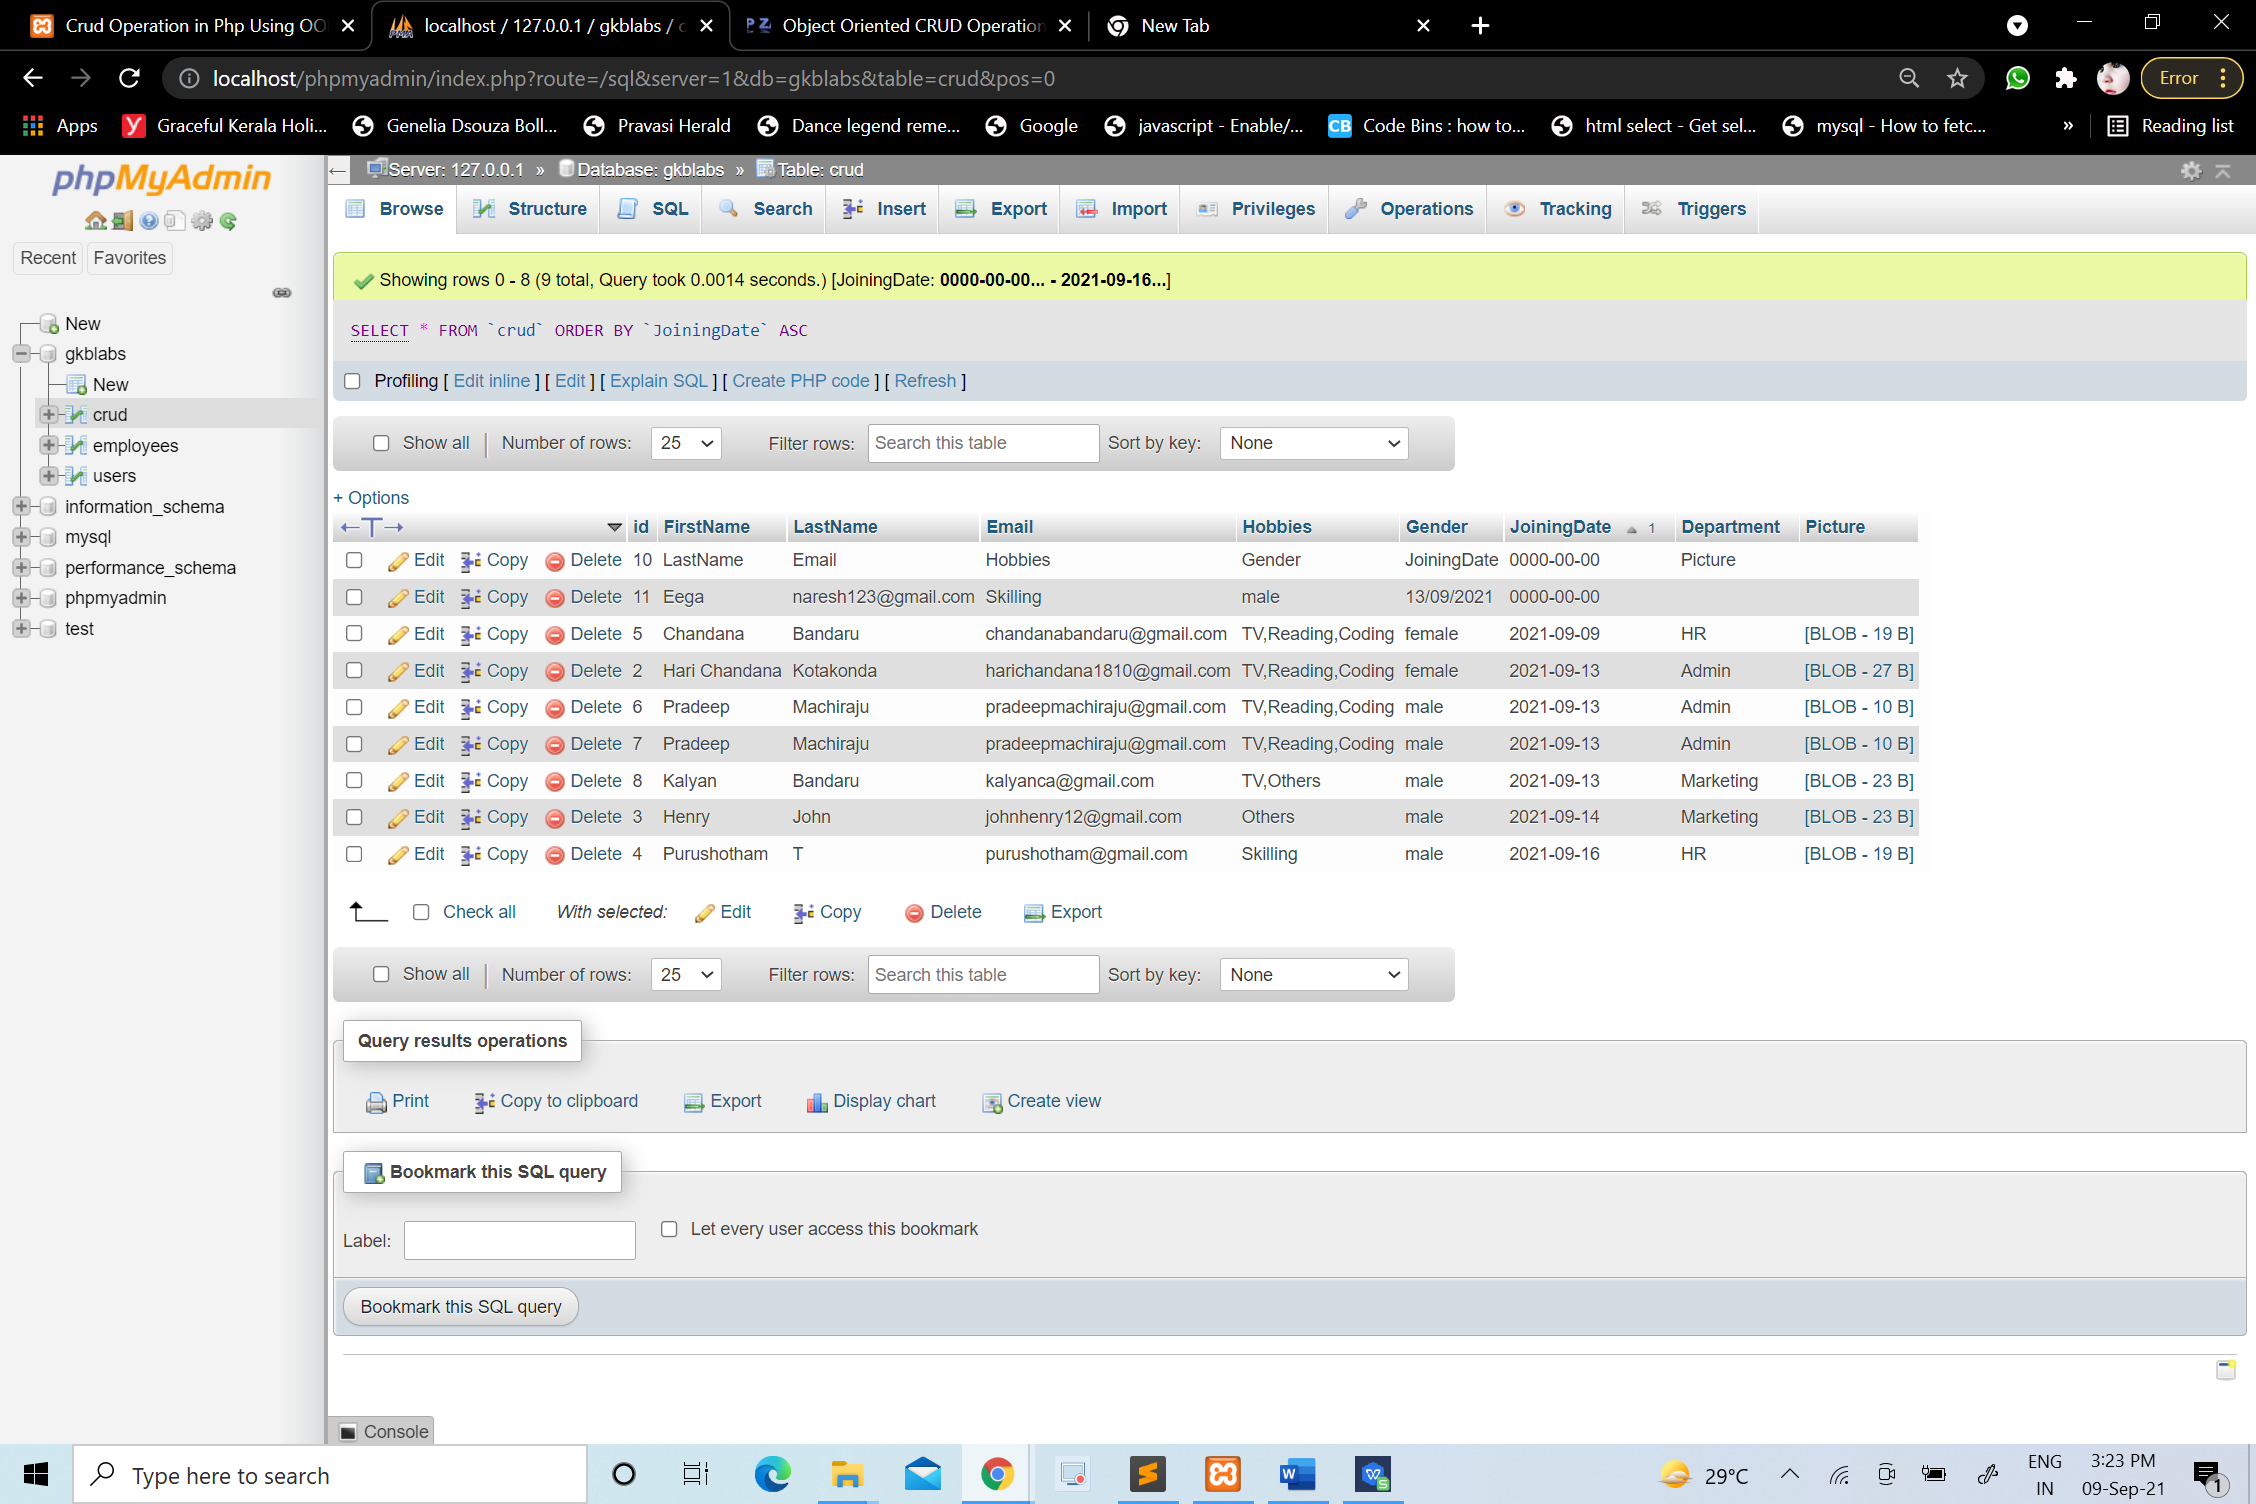 Crud Operation in Php Using OO
localhost / 127.0.0.1 / gkblabs / c
Object Oriented CRUD Operation
New Tab
localhost/phpmyadmin/index.php?route=/sql&server=1&db=gkblabs&table=crud&pos=0
Error
Apps
Graceful Kerala Holi...
Genelia Dsouza Boll...
Pravasi Herald
Dance legend reme...
Google
javascript - Enable/...
CB Code Bins : how to...
html select - Get sel...
mysql - How to fetc...
»
Reading list
phpMyAdmin
Recent Favorites
New
gkblabs
New
crud
employees
users
information_schema
mysql
performance_schema
phpmyadmin
test
Server: 127.0.0.1 » Database: gkblabs » Table: crud
Browse Structure SQL Search Insert Export Import Privileges Operations Tracking Triggers
Showing rows 0 - 8 (9 total, Query took 0.0014 seconds.) [JoiningDate: 0000-00-00... - 2021-09-16...]
SELECT * FROM `crud` ORDER BY `JoiningDate` ASC
Profiling [ Edit inline ] [ Edit ] [ Explain SQL ] [ Create PHP code ] [ Refresh ]
Show all Number of rows: 25 Filter rows: Search this table Sort by key: None
+ Options
←T→ id FirstName LastName Email Hobbies Gender JoiningDate 1 Department Picture
Edit Copy Delete 10 LastName Email Hobbies Gender JoiningDate 0000-00-00 Picture
Edit Copy Delete 11 Eega naresh123@gmail.com Skilling male 13/09/2021 0000-00-00
Edit Copy Delete 5 Chandana Bandaru chandanabandaru@gmail.com TV,Reading,Coding female 2021-09-09 HR [BLOB - 19 B]
Edit Copy Delete 2 Hari Chandana Kotakonda harichandana1810@gmail.com TV,Reading,Coding female 2021-09-13 Admin [BLOB - 27 B]
Edit Copy Delete 6 Pradeep Machiraju pradeepmachiraju@gmail.com TV,Reading,Coding male 2021-09-13 Admin [BLOB - 10 B]
Edit Copy Delete 7 Pradeep Machiraju pradeepmachiraju@gmail.com TV,Reading,Coding male 2021-09-13 Admin [BLOB - 10 B]
Edit Copy Delete 8 Kalyan Bandaru kalyanca@gmail.com TV,Others male 2021-09-13 Marketing [BLOB - 23 B]
Edit Copy Delete 3 Henry John johnhenry12@gmail.com Others male 2021-09-14 Marketing [BLOB - 23 B]
Edit Copy Delete 4 Purushotham T purushotham@gmail.com Skilling male 2021-09-16 HR [BLOB - 19 B]
Check all With selected: Edit Copy Delete Export
Show all Number of rows: 25 Filter rows: Search this table Sort by key: None
Query results operations
Print Copy to clipboard Export Display chart Create view
Bookmark this SQL query
Label: Let every user access this bookmark
Bookmark this SQL query
Console
Type here to search
29°C
ENG
IN
3:23 PM
09-Sep-21
1